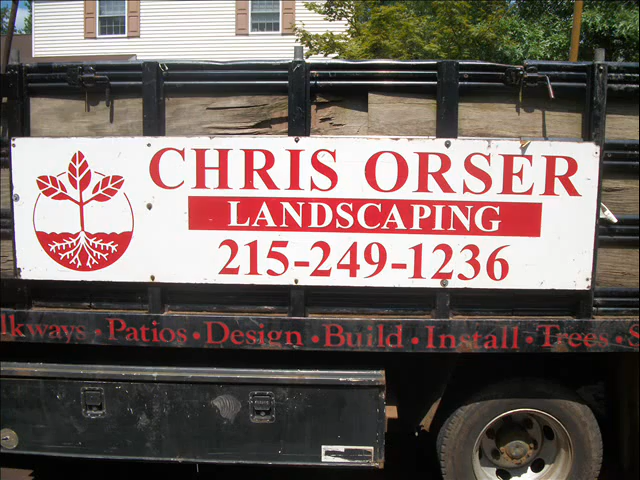 CHRIS ORSER
LANDSCAPING
215-249-1236
lkways • Patios • Design • Build • Install • Trees • S